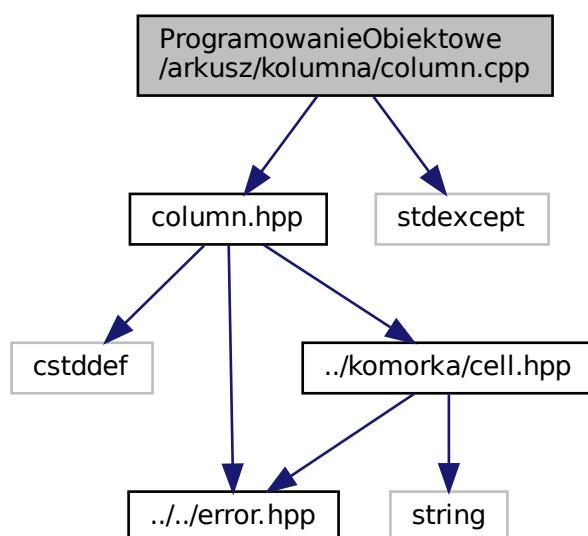 ProgramowanieObiektowe
/arkusz/kolumna/column.cpp
column.hpp
stdexcept
cstddef
../komorka/cell.hpp
../../error.hpp
string